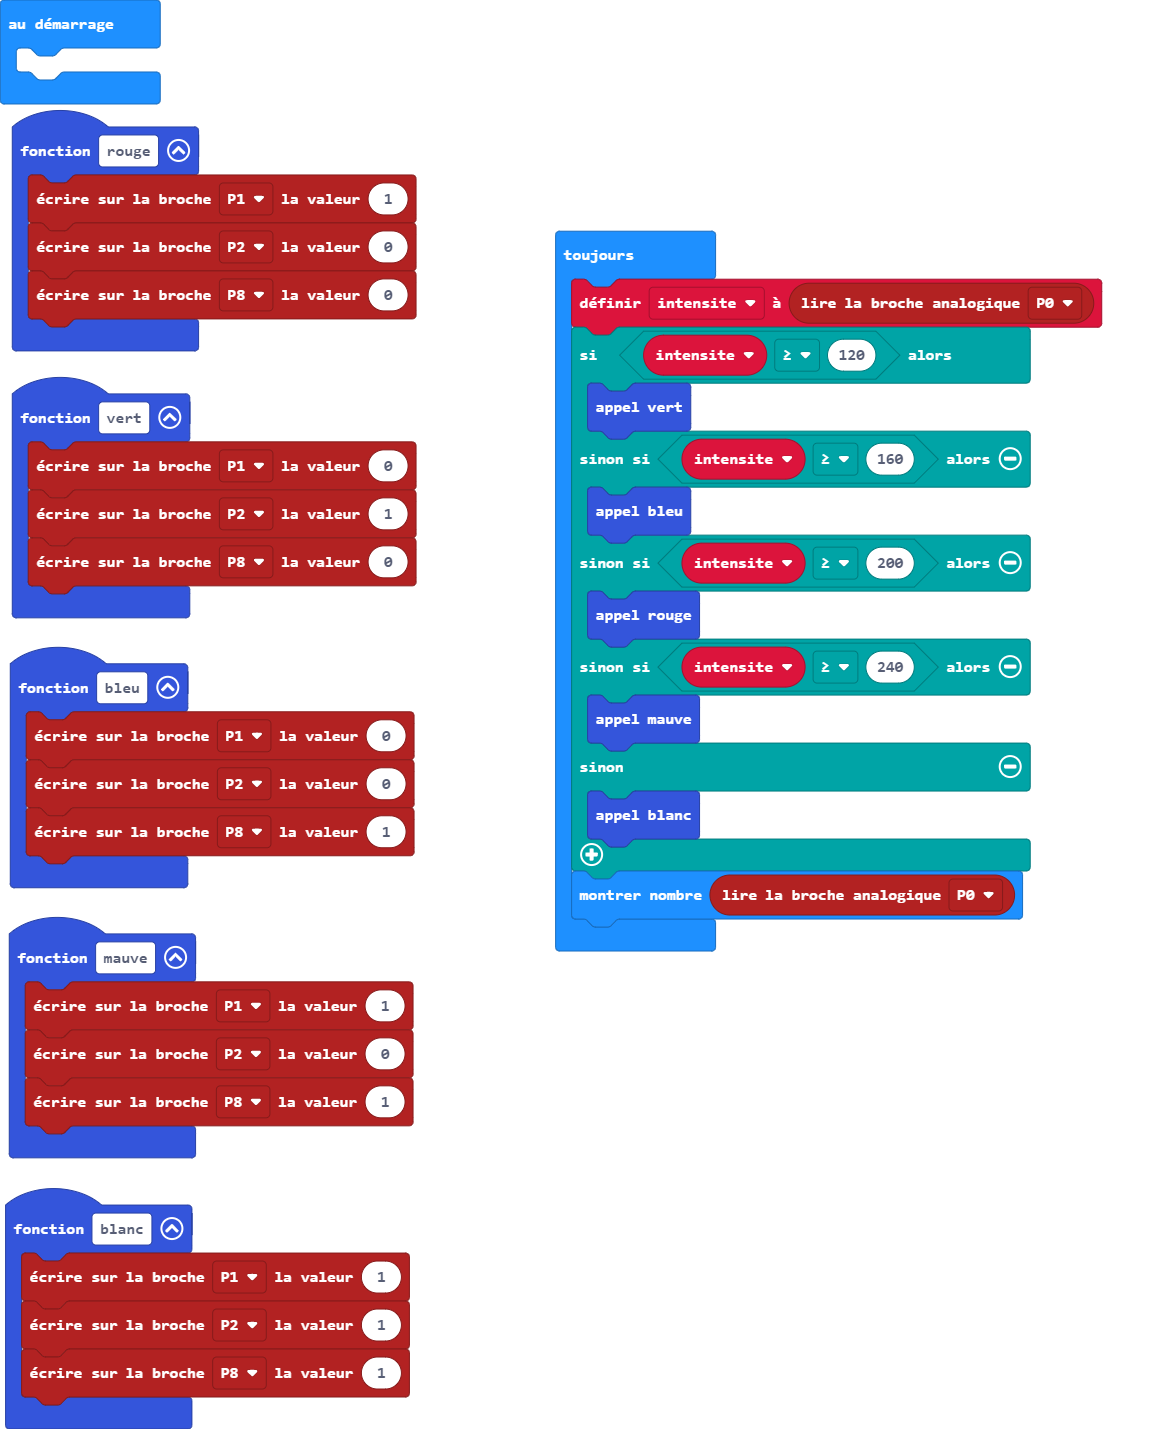 au démarrage
fonction rouge
écrire sur la broche P1 la valeur 1
écrire sur la broche P2 la valeur 0
écrire sur la broche P8 la valeur 0
fonction vert
écrire sur la broche P1 la valeur 0
écrire sur la broche P2 la valeur 1
écrire sur la broche P8 la valeur 0
fonction bleu
écrire sur la broche P1 la valeur 0
écrire sur la broche P2 la valeur 0
écrire sur la broche P8 la valeur 1
fonction mauve
écrire sur la broche P1 la valeur 1
écrire sur la broche P2 la valeur 0
écrire sur la broche P8 la valeur 1
fonction blanc
écrire sur la broche P1 la valeur 1
écrire sur la broche P2 la valeur 1
écrire sur la broche P8 la valeur 1
toujours
définir intensite à lire la broche analogique P0
si intensite ≥ 120 alors
appel vert
sinon si intensite ≥ 160 alors
appel bleu
sinon si intensite ≥ 200 alors
appel rouge
sinon si intensite ≥ 240 alors
appel mauve
sinon
appel blanc
montrer nombre lire la broche analogique P0